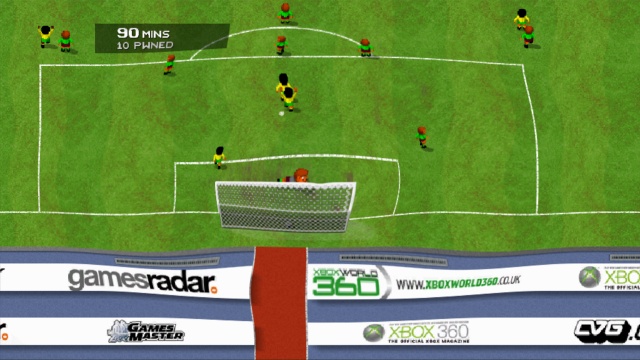 90 MINS
10 PWNED
gamesradar.
XBOXWORLD
360
WWW.XBOXWORLD360.CO.UK
XBOX
THE OFFICIAL
GAMES
MASTER
XBOX 360
THE OFFICIAL XBOX MAGAZINE
CVG